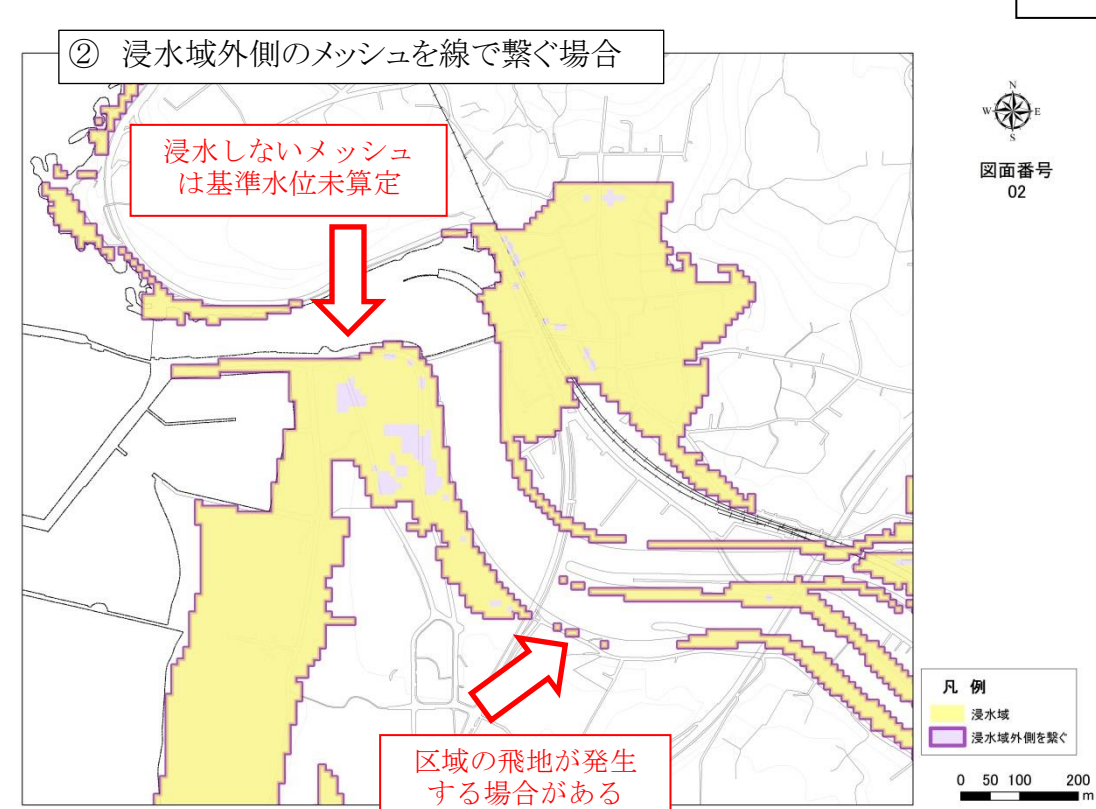 ② 浸水域外側のメッシュを線で繋ぐ場合
浸水しないメッシュ
は基準水位未算定
N
W
E
S
図面番号
02
区域の飛地が発生
する場合がある
凡 例
浸水域
浸水域外側を繋ぐ
0 50 100 200
m